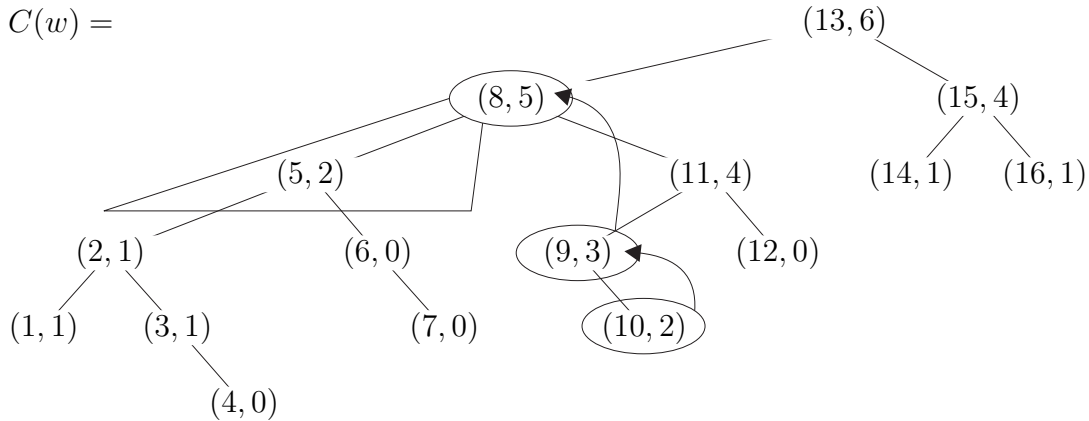 C(w) = (13, 6)
(8, 5) (15, 4)
(5, 2) (11, 4) (14, 1) (16, 1)
(2, 1) (6, 0) (9, 3) (12, 0)
(1, 1) (3, 1) (7, 0) (10, 2)
(4, 0)